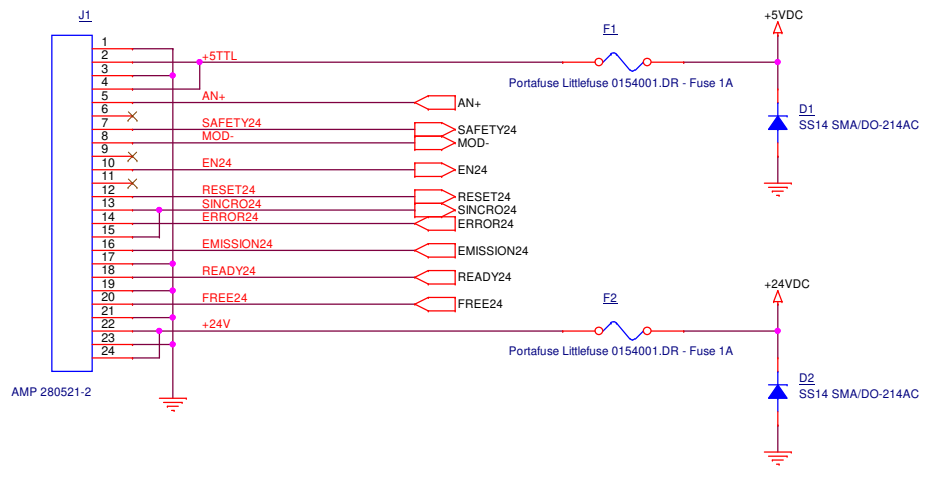 J1
F1
+5VDC
1
2
+5TTL
3
4
Portafuse Littlefuse 0154001.DR - Fuse 1A
5
AN+
AN+
6
D1
7
SAFETY24
SAFETY24
SS14 SMA/DO-214AC
8
MOD-
MOD-
9
10
EN24
EN24
11
12
RESET24
RESET24
13
SINCRO24
SINCRO24
14
ERROR24
ERROR24
15
16
EMISSION24
EMISSION24
17
18
READY24
READY24
19
20
FREE24
FREE24
F2
+24VDC
21
22
+24V
23
24
Portafuse Littlefuse 0154001.DR - Fuse 1A
D2
AMP 280521-2
SS14 SMA/DO-214AC